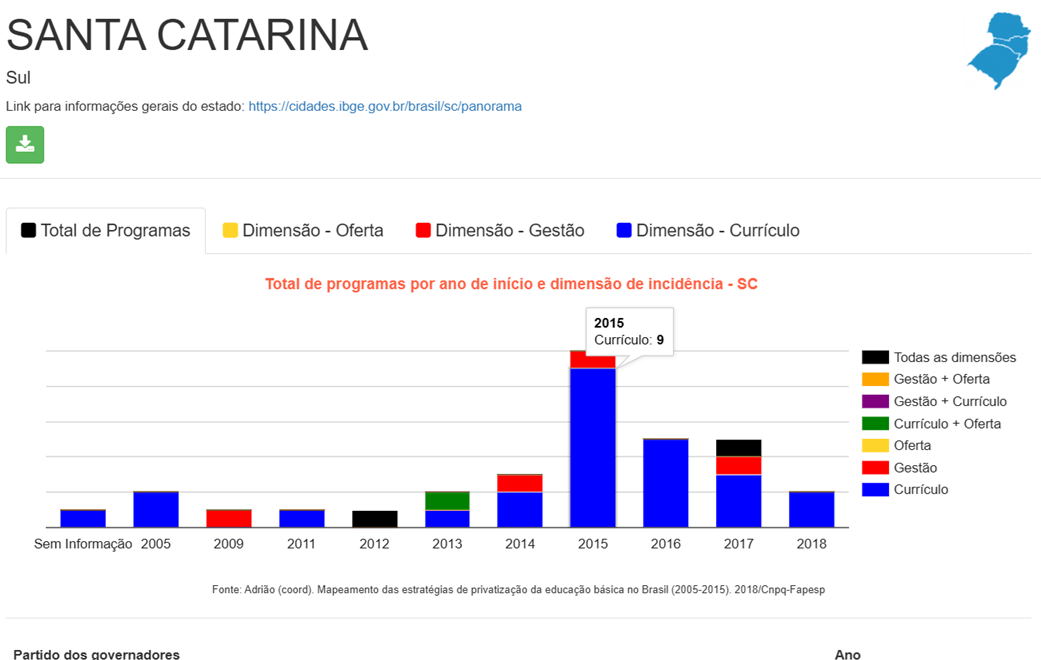 SANTA CATARINA
Sul
Link para informações gerais do estado: https://cidades.ibge.gov.br/brasil/sc/panorama
Total de Programas
Dimensão - Oferta
Dimensão - Gestão
Dimensão - Currículo
Total de programas por ano de início e dimensão de incidência - SC
2015
Currículo: 9
Todas as dimensões
Gestão + Oferta
Gestão + Currículo
Currículo + Oferta
Oferta
Gestão
Currículo
Sem Informação 2005 2009 2011 2012 2013 2014 2015 2016 2017 2018
Fonte: Adrião (coord). Mapeamento das estratégias de privatização da educação básica no Brasil (2005-2015). 2018/Cnpq-Fapesp
Partido dos governadores Ano